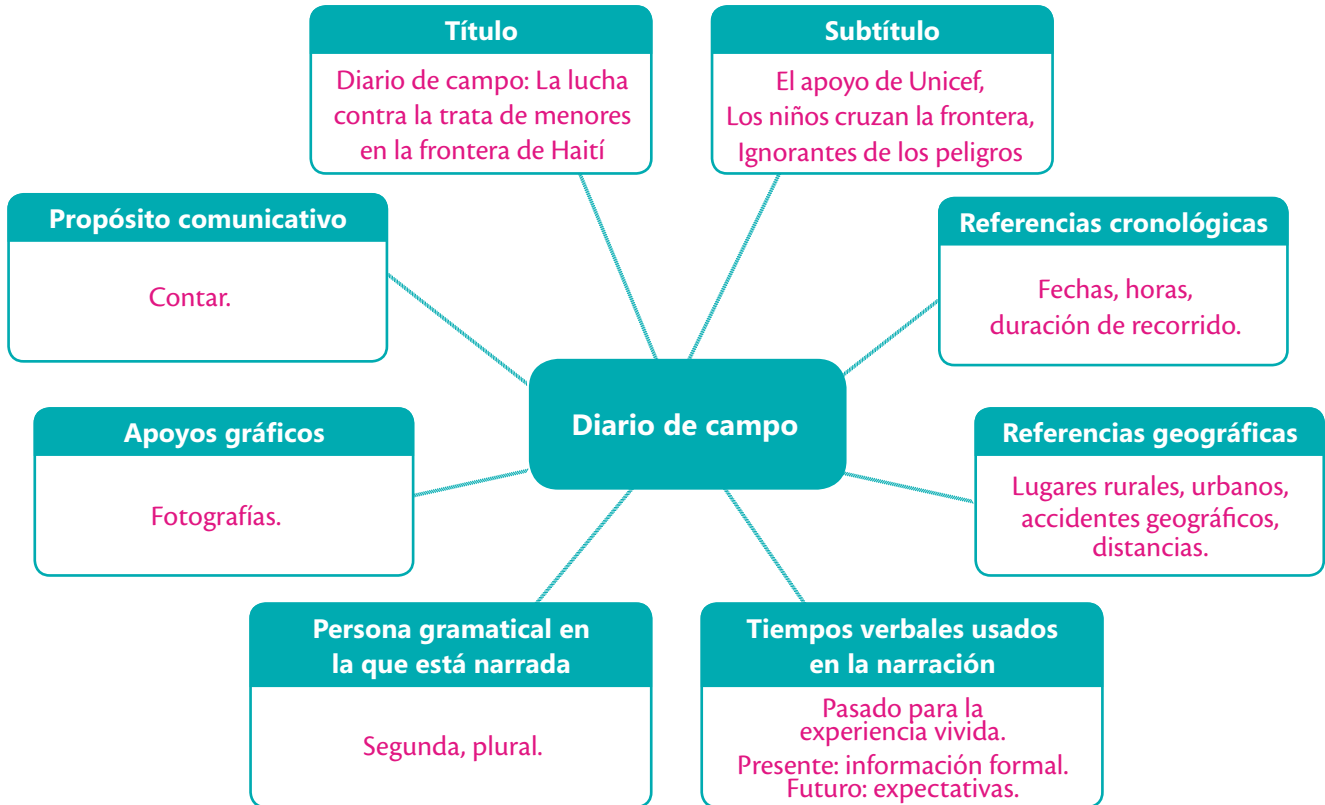 Título
Diario de campo: La lucha
contra la trata de menores
en la frontera de Haití
Subtítulo
El apoyo de Unicef,
Los niños cruzan la frontera,
Ignorantes de los peligros
Propósito comunicativo
Contar.
Referencias cronológicas
Fechas, horas,
duración de recorrido.
Diario de campo
Apoyos gráficos
Fotografías.
Referencias geográficas
Lugares rurales, urbanos,
accidentes geográficos,
distancias.
Persona gramatical en
la que está narrada
Segunda, plural.
Tiempos verbales usados
en la narración
Pasado para la
experiencia vivida.
Presente: información formal.
Futuro: expectativas.